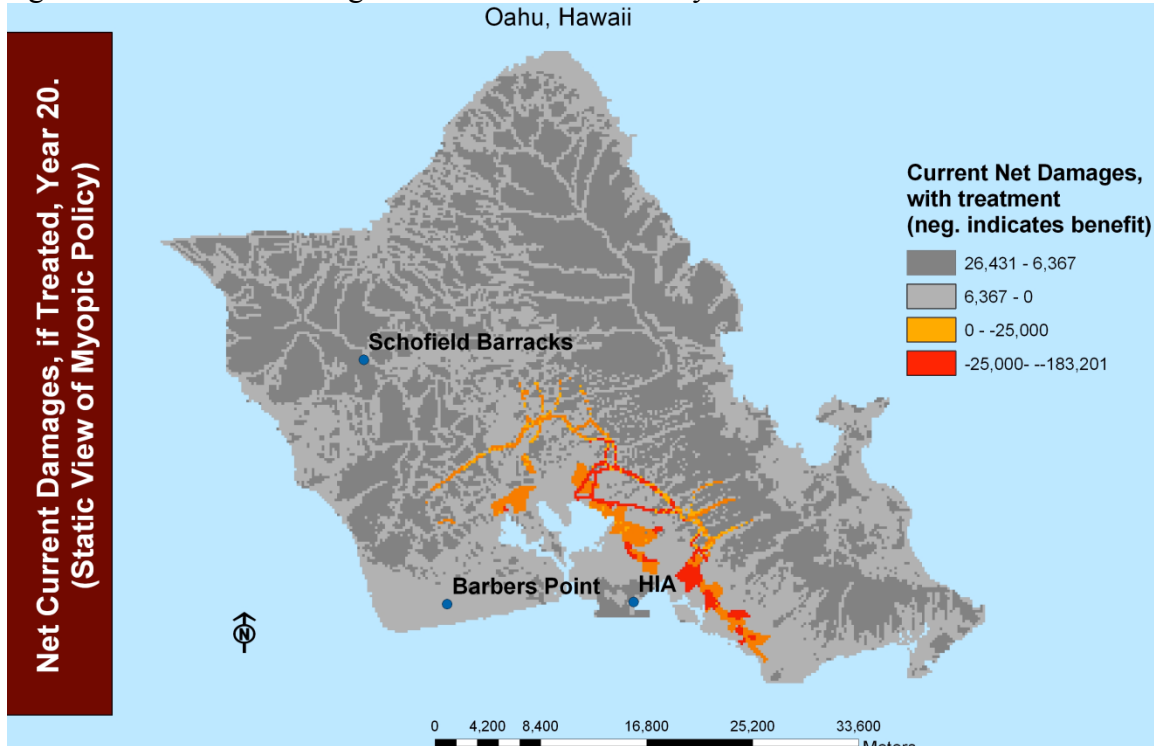 Oahu, Hawaii
Net Current Damages, if Treated, Year 20.
(Static View of Myopic Policy)
Current Net Damages,
with treatment
(neg. indicates benefit)
26,431 - 6,367
6,367 - 0
0 - -25,000
-25,000- --183,201
Schofield Barracks
Barbers Point
HIA
N
0 4,200 8,400 16,800 25,200 33,600
Meters